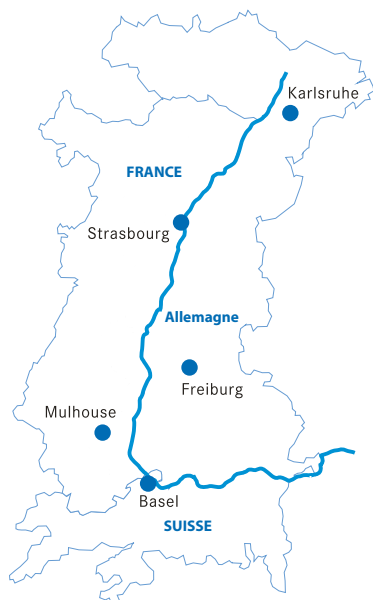 Karlsruhe
FRANCE
Strasbourg
Allemagne
Freiburg
Mulhouse
Basel
SUISSE